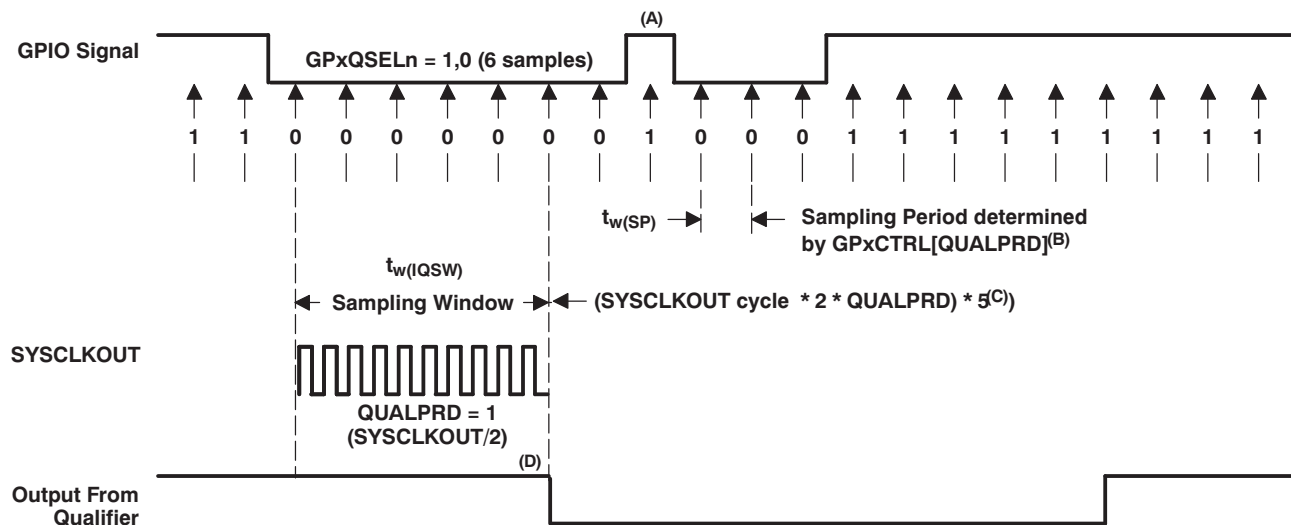 (A)
GPIO Signal
GPxQSELn = 1,0 (6 samples)
1 1 0 0 0 0 0 0 0 1 0 0 0 1 1 1 1 1 1 1 1 1
tw(SP)
Sampling Period determined
by GPxCTRL[QUALPRD](B)
tw(IQSW)
Sampling Window
(SYSCLKOUT cycle * 2 * QUALPRD) * 5(C))
SYSCLKOUT
QUALPRD = 1
(SYSCLKOUT/2)
(D)
Output From
Qualifier